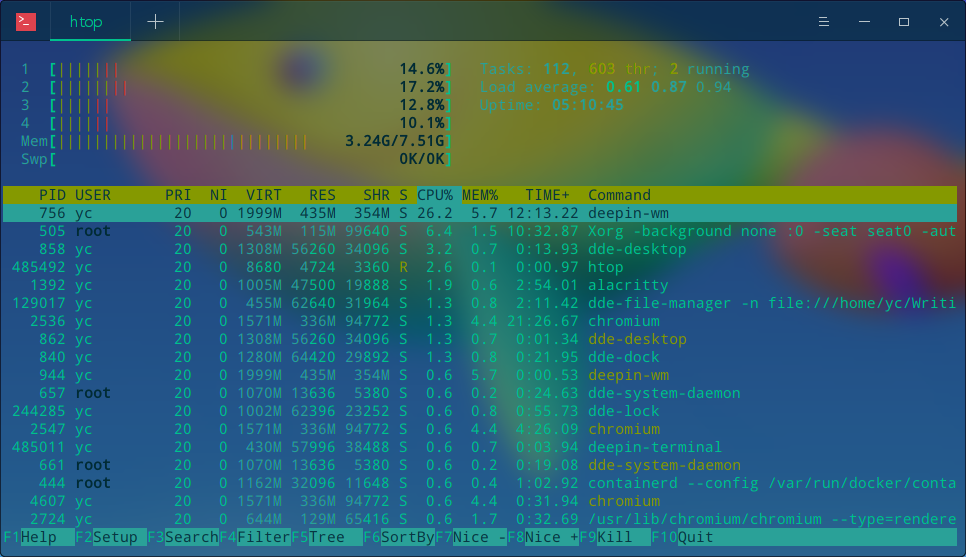 >_ htop +
1 [||||||| 14.6%] Tasks: 112, 603 thr; 2 running
2 [|||||||| 17.2%] Load average: 0.61 0.87 0.94
3 [|||||| 12.8%] Uptime: 05:10:45
4 [|||||| 10.1%]
Mem[|||||||||||||||||||||||||||| 3.24G/7.51G]
Swp[ 0K/0K]
PID USER PRI NI VIRT RES SHR S CPU% MEM% TIME+ Command
756 yc 20 0 1999M 435M 354M S 26.2 5.7 12:13.22 deepin-wm
505 root 20 0 543M 115M 99640 S 6.4 1.5 10:32.87 Xorg -background none :0 -seat seat0 -aut
858 yc 20 0 1308M 56260 34096 S 3.2 0.7 0:13.93 dde-desktop
485492 yc 20 0 8680 4724 3360 R 2.6 0.1 0:00.97 htop
1392 yc 20 0 1005M 47500 19888 S 1.9 0.6 2:54.01 alacritty
129017 yc 20 0 455M 62640 31964 S 1.3 0.8 2:11.42 dde-file-manager -n file:///home/yc/Writi
2536 yc 20 0 1571M 336M 94772 S 1.3 4.4 21:26.67 chromium
862 yc 20 0 1308M 56260 34096 S 1.3 0.7 0:01.34 dde-desktop
840 yc 20 0 1280M 64420 29892 S 1.3 0.8 0:21.95 dde-dock
944 yc 20 0 1999M 435M 354M S 0.6 5.7 0:00.53 deepin-wm
657 root 20 0 1070M 13636 5380 S 0.6 0.2 0:24.63 dde-system-daemon
244285 yc 20 0 1002M 62396 23252 S 0.6 0.8 0:55.73 dde-lock
2547 yc 20 0 1571M 336M 94772 S 0.6 4.4 4:26.09 chromium
485011 yc 20 0 430M 57996 38488 S 0.6 0.7 0:03.94 deepin-terminal
661 root 20 0 1070M 13636 5380 S 0.6 0.2 0:19.08 dde-system-daemon
444 root 20 0 1162M 32096 11648 S 0.6 0.4 1:02.92 containerd --config /var/run/docker/conta
4607 yc 20 0 1571M 336M 94772 S 0.6 4.4 0:31.94 chromium
2724 yc 20 0 644M 129M 65416 S 0.6 1.7 0:32.69 /usr/lib/chromium/chromium --type=rendere
F1Help F2Setup F3SearchF4FilterF5Tree F6SortByF7Nice -F8Nice +F9Kill F10Quit